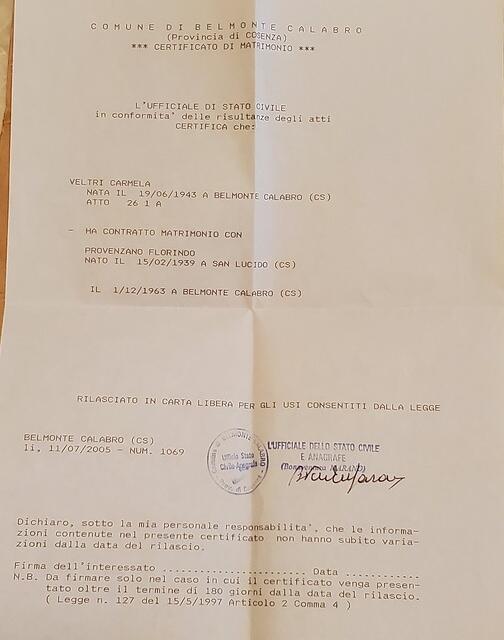 COMUNE DI BELMONTE CALABRO
(Provincia di COSENZA)
*** CERTIFICATO DI MATRIMONIO ***
L'UFFICIALE DI STATO CIVILE
in conformita' delle risultanze degli atti
CERTIFICA che:
VELTRI CARMELA
NATA IL 19/06/1943 A BELMONTE CALABRO (CS)
ATTO 26 1 A
- HA CONTRATTO MATRIMONIO CON
PROVENZANO FLORINDO
NATO IL 15/02/1939 A SAN LUCIDO (CS)
IL 1/12/1963 A BELMONTE CALABRO (CS)
RILASCIATO IN CARTA LIBERA PER GLI USI CONSENTITI DALLA LEGGE
BELMONTE CALABRO (CS)
li, 11/07/2005 - NUM. 1069
Ufficio Stato
Civile Anagrafe
L'UFFICIALE DELLO STATO CIVILE
E ANAGRAFE
MARANO)
Dichiaro, sotto la mia personale responsabilita', che le informa-
zioni contenute nel presente certificato non hanno subito varia-
zioni dalla data del rilascio.
Firma dell'interessato ........................ Data ............
N.B. Da firmare solo nel caso in cui il certificato venga presen-
tato oltre il termine di 180 giorni dalla data del rilascio.
( Legge n. 127 del 15/5/1997 Articolo 2 Comma 4 )